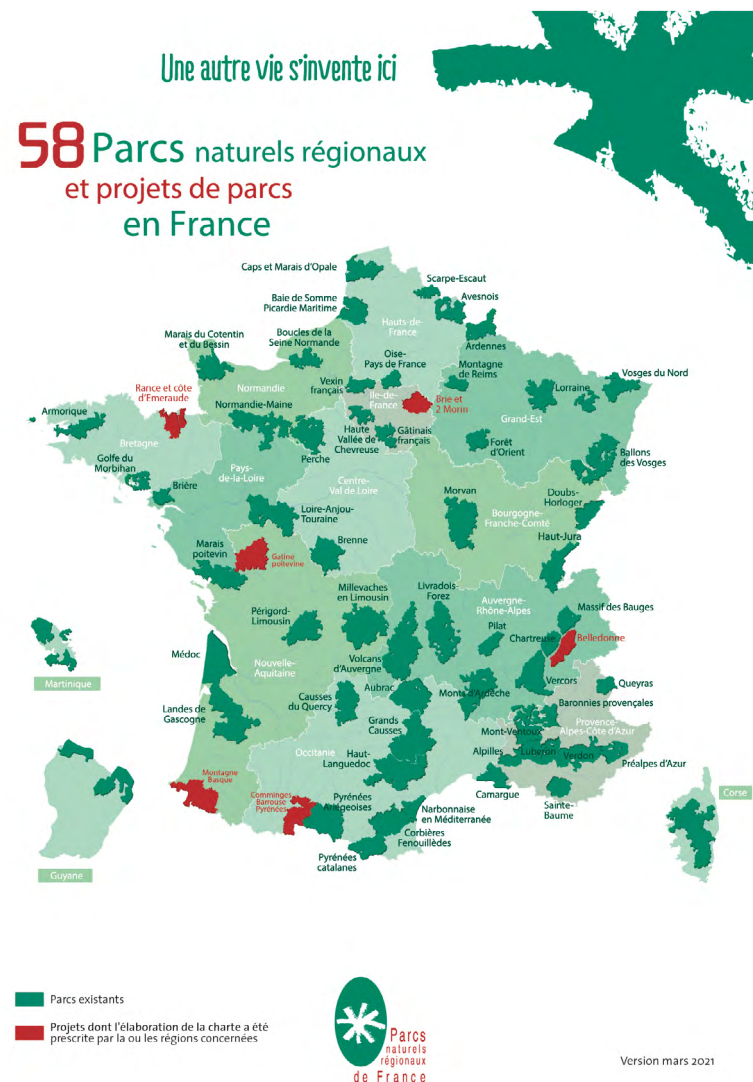 Une autre vie s'invente ici
58 Parcs naturels régionaux
et projets de parcs
en France
Caps et Marais d'Opale
Scarpe-Escaut
Avesnois
Baie de Somme
Picardie Maritime
Hauts-de-
France
Ardennes
Marais du Cotentin
et du Bessin
Boucles de la
Seine Normande
Oise-
Pays de France
Montagne
de Reims
Vosges du Nord
Rance et côte
d'Emeraude
Normandie
Vexin
français
Ile-de-
France
Brie et
2 Morin
Lorraine
Armorique
Normandie-Maine
Grand-Est
Bretagne
Haute
Vallée de
Chevreuse
Gâtinais
français
Forêt
d'Orient
Ballons
des Vosges
Golfe du
Morbihan
Perche
Pays-
de-la-Loire
Centre-
Val de Loire
Brière
Morvan
Doubs-
Horloger
Loire-Anjou-
Touraine
Bourgogne-
Franche-Comté
Haut-Jura
Marais
poitevin
Gatine
poitevine
Brenne
Millevaches
en Limousin
Livradois-
Forez
Auvergne-
Rhône-Alpes
Massif des Bauges
Périgord-
Limousin
Pilat
Chartreuse
Belledonne
Médoc
Nouvelle-
Aquitaine
Volcans
d'Auvergne
Vercors
Queyras
Martinique
Aubrac
Monts d'Ardèche
Baronnies provençales
Landes de
Gascogne
Causses
du Quercy
Grands
Causses
Mont-Ventoux
Provence-
Alpes-Côte d'Azur
Occitanie
Haut-
Languedoc
Alpilles
Luberon
Verdon
Préalpes d'Azur
Montagne
Basque
Comminges
Barrouse
Pyrénées
Pyrénées
Ariégeoises
Narbonnaise
en Méditerranée
Camargue
Sainte-
Baume
Corse
Corbières
Fenouillèdes
Pyrénées
catalanes
Guyane
Parcs existants
Projets dont l'élaboration de la charte a été
prescrite par la ou les régions concernées
Parcs
naturels
régionaux
de France
Version mars 2021